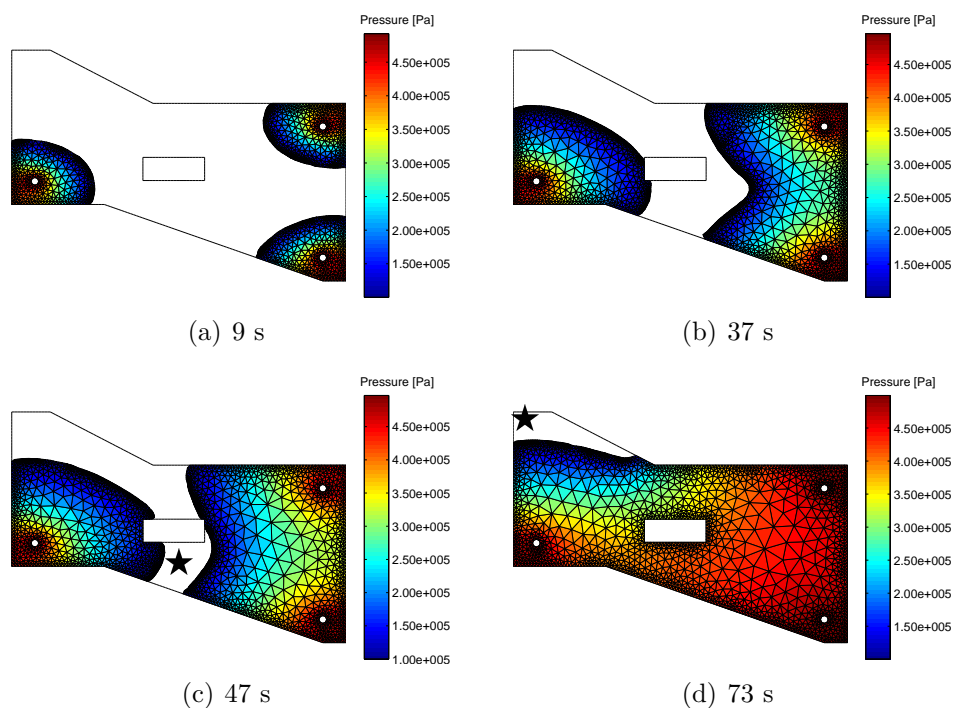 Pressure [Pa]
4.50e+005
4.00e+005
3.50e+005
3.00e+005
2.50e+005
2.00e+005
1.50e+005
(a) 9 s
Pressure [Pa]
4.50e+005
4.00e+005
3.50e+005
3.00e+005
2.50e+005
2.00e+005
1.50e+005
(b) 37 s
Pressure [Pa]
4.50e+005
4.00e+005
3.50e+005
3.00e+005
2.50e+005
2.00e+005
1.50e+005
1.00e+005
(c) 47 s
Pressure [Pa]
4.50e+005
4.00e+005
3.50e+005
3.00e+005
2.50e+005
2.00e+005
1.50e+005
(d) 73 s